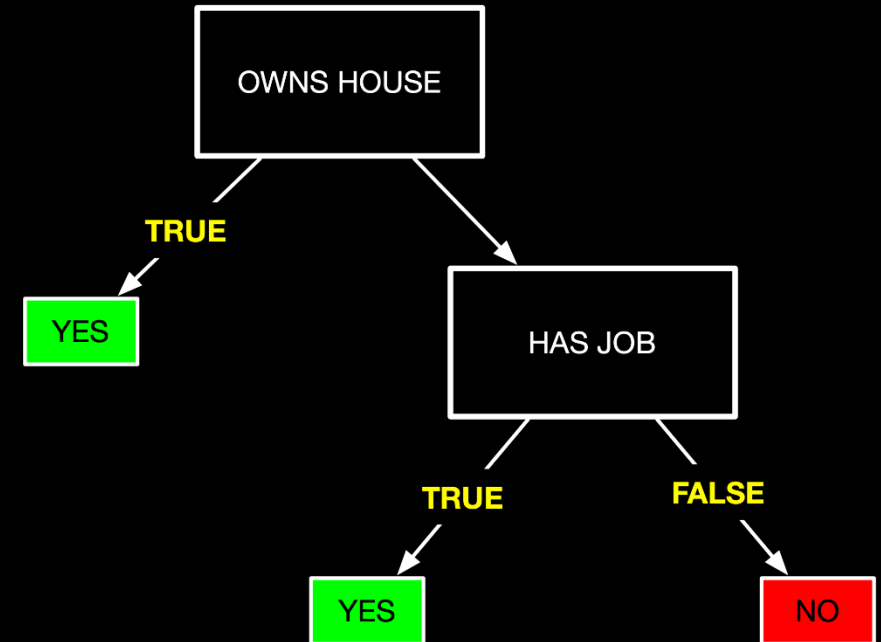 OWNS HOUSE
TRUE
YES
HAS JOB
TRUE
FALSE
YES
NO